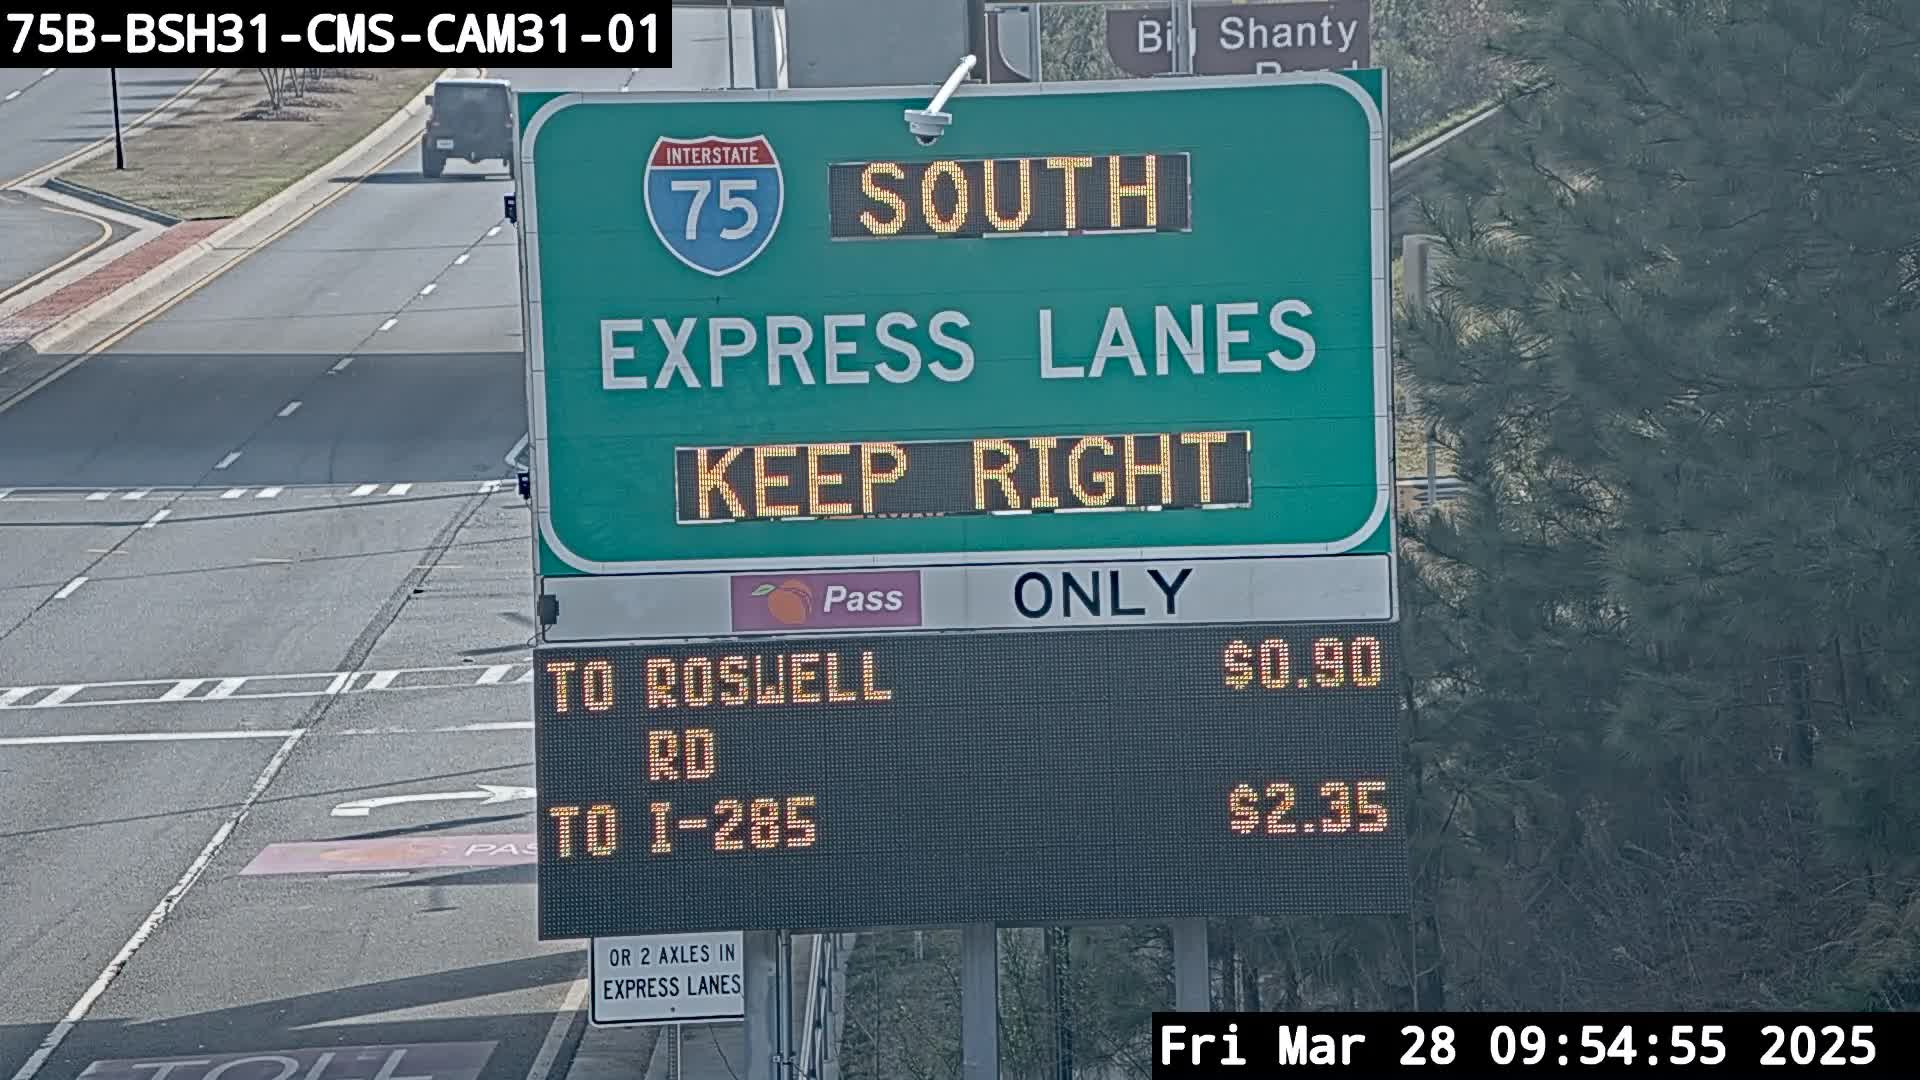 75B-BSH31-CMS-CAM31-01
Big Shanty
Road
INTERSTATE
75
SOUTH
EXPRESS LANES
KEEP RIGHT
Pass ONLY
TO ROSWELL $0.90
RD
TO I-285 $2.35
OR 2 AXLES IN
EXPRESS LANES
TOLL
Fri Mar 28 09:54:55 2025